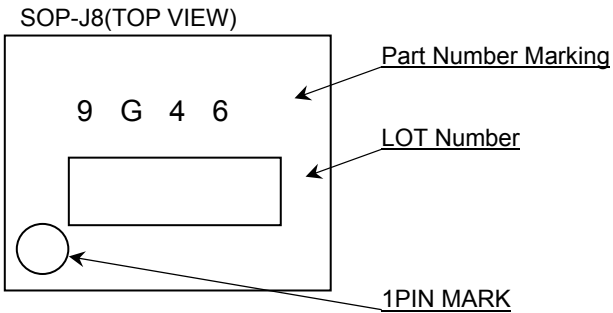 SOP-J8(TOP VIEW)
Part Number Marking
9 G 4 6
LOT Number
1PIN MARK